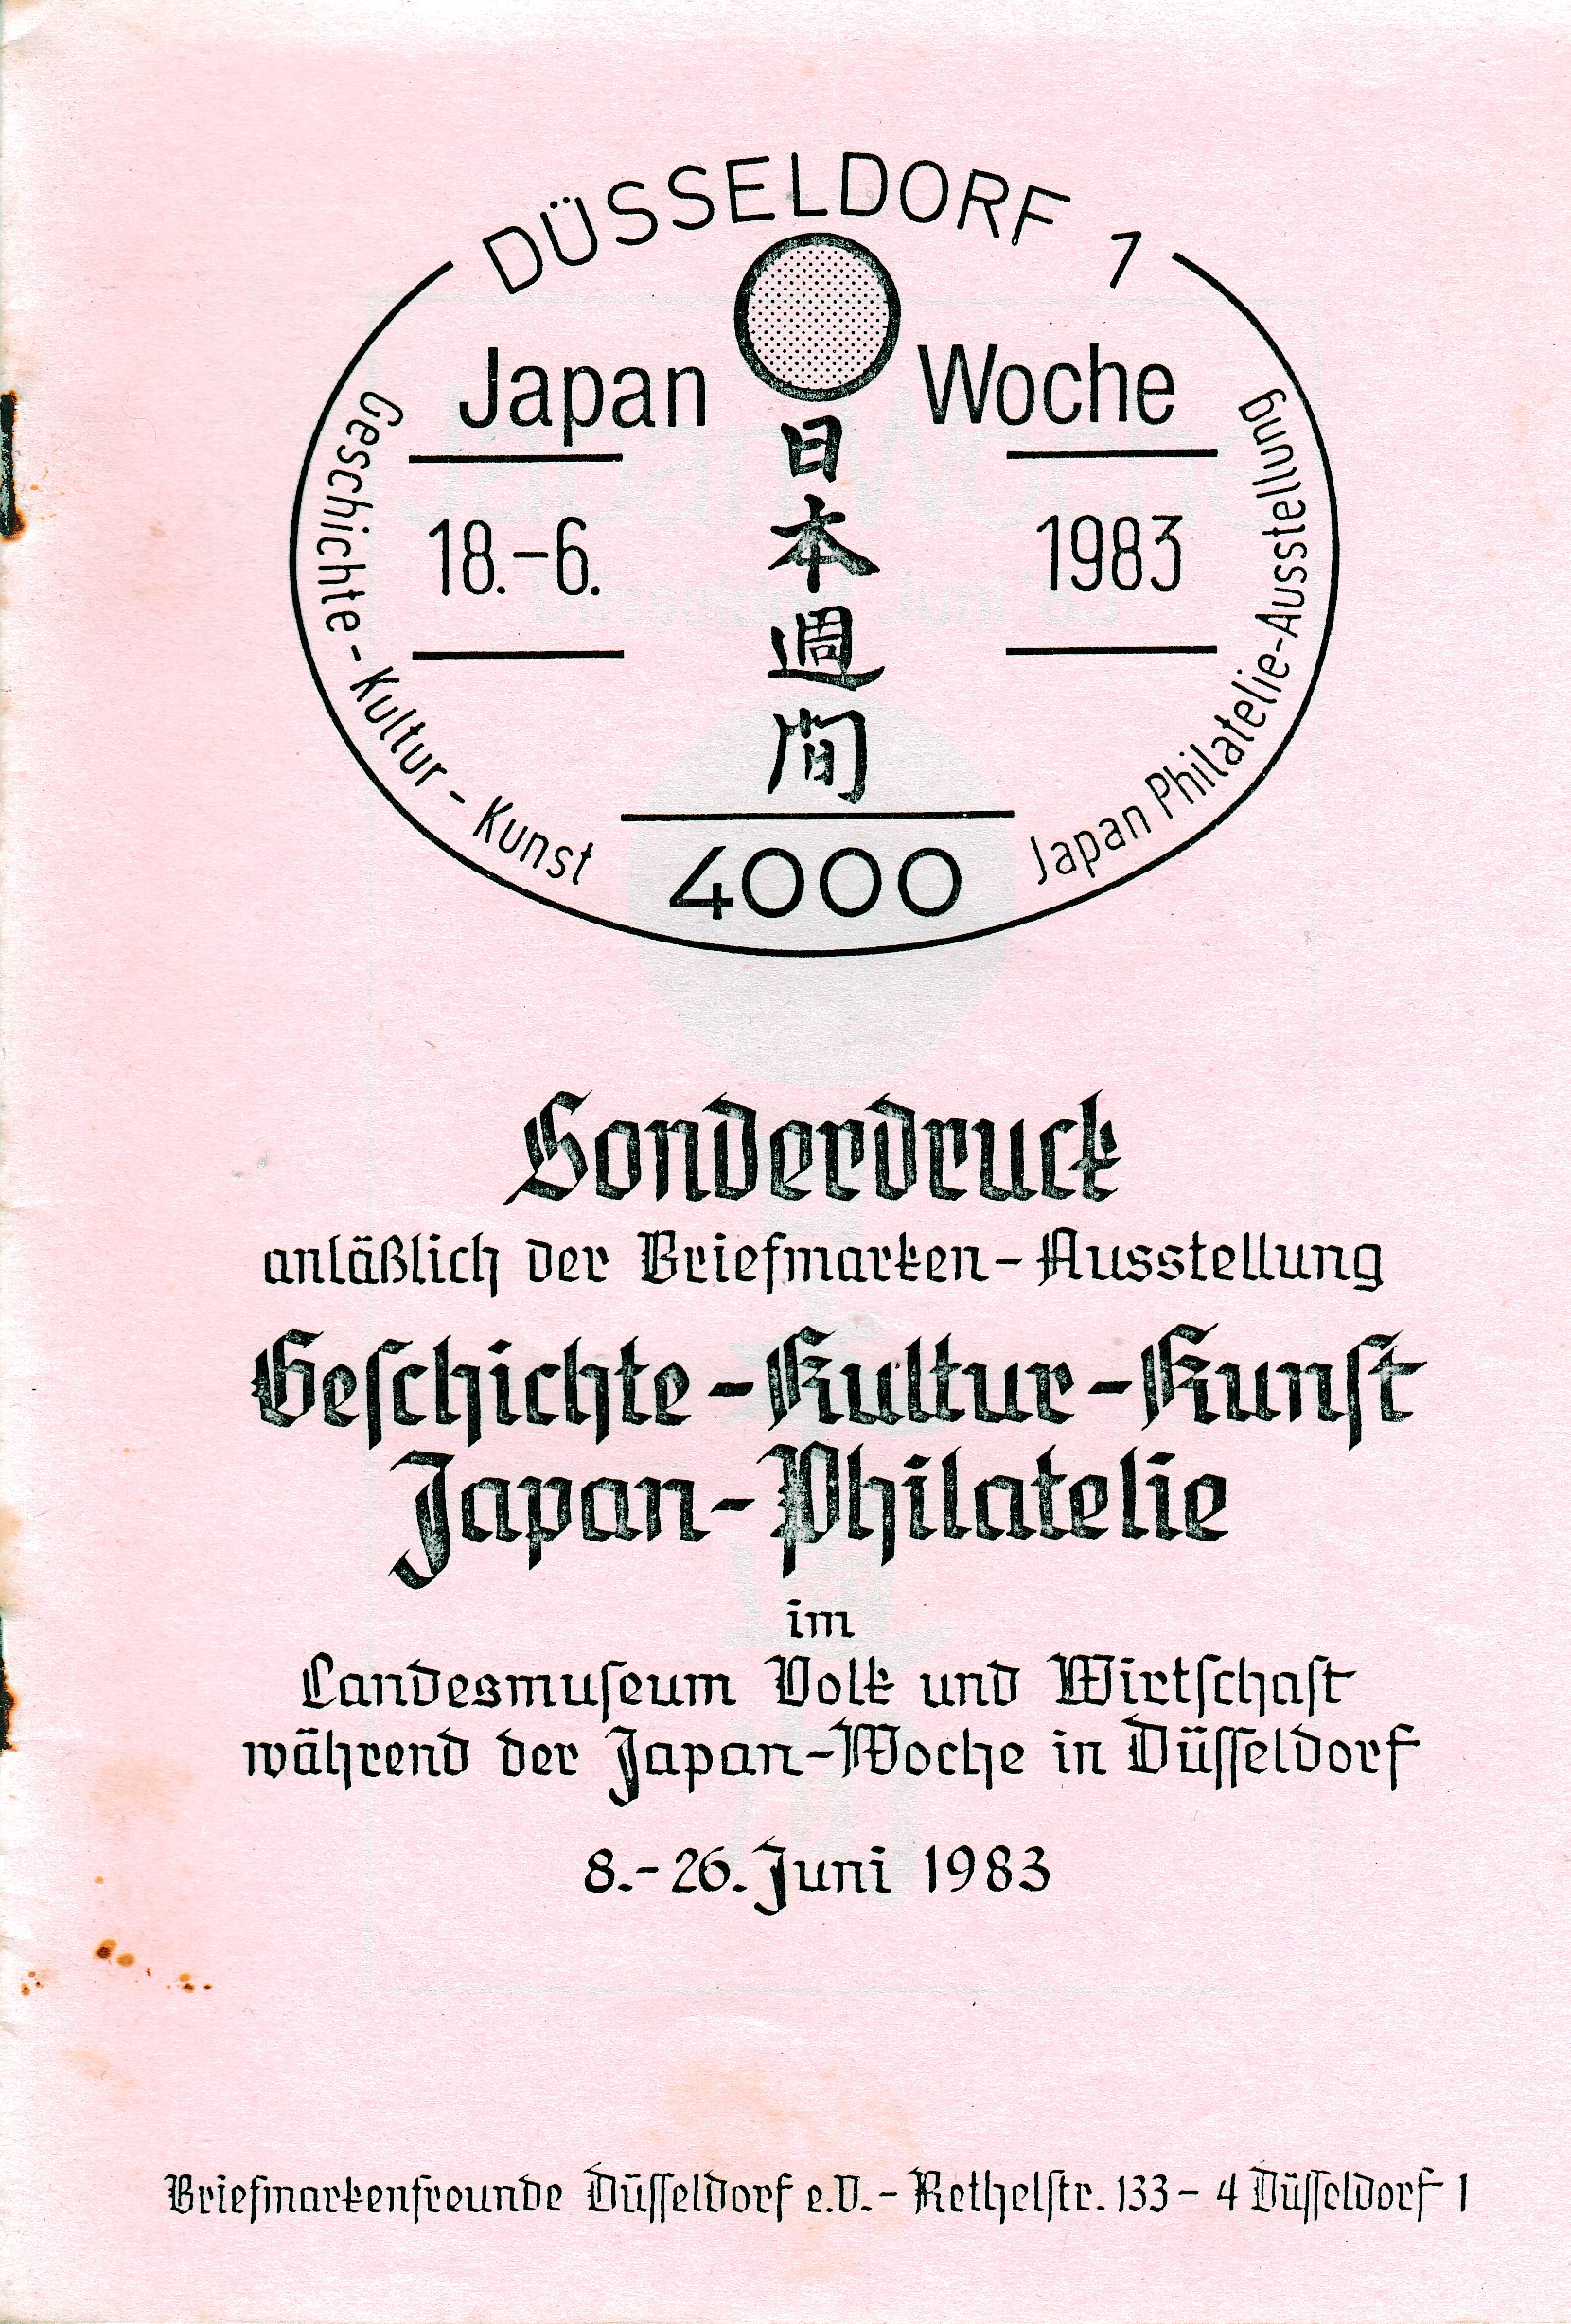 DÜSSELDORF 1
Japan Woche
日本週間
18.-6. 1983
Geschichte - Kultur - Kunst
Japan Philatelie-Ausstellung
4000
Sonderdruck
anläßlich der Briefmarken-Ausstellung
Geſchichte-Kultur-Kunſt
Japan-Philatelie
im
Landesmuſeum Volk und Wirtſchaft
während der Japan-Woche in Düſſeldorf
8.-26. Juni 1983
Briefmarkenfreunde Düſſeldorf e.V. - Rethelſtr. 133 - 4 Düſſeldorf 1